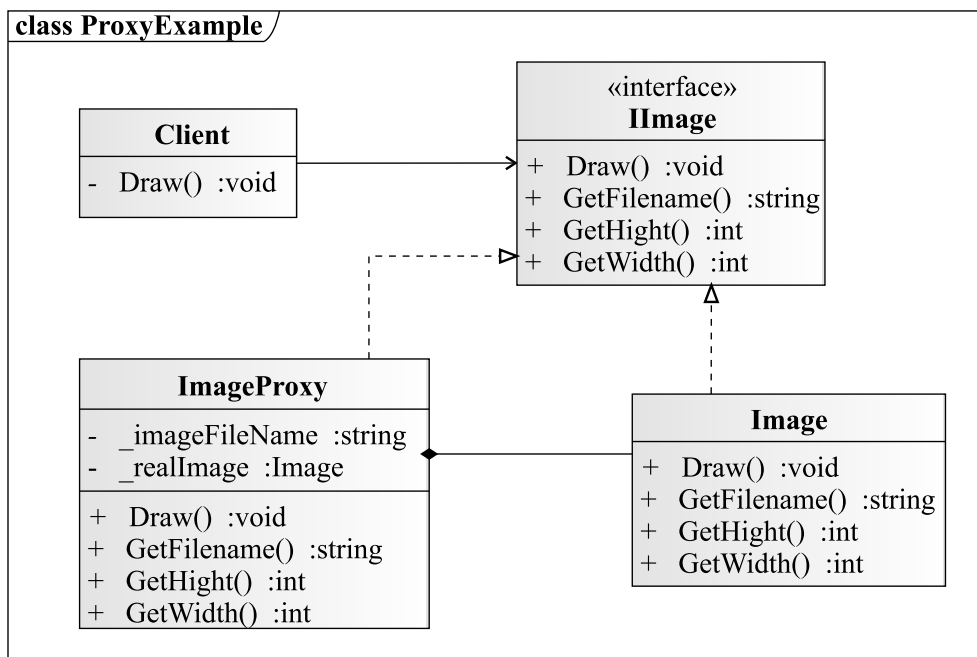 class ProxyExample
Client
- Draw() :void
«interface»
IImage
+ Draw() :void
+ GetFilename() :string
+ GetHight() :int
+ GetWidth() :int
ImageProxy
- _imageFileName :string
- _realImage :Image
+ Draw() :void
+ GetFilename() :string
+ GetHight() :int
+ GetWidth() :int
Image
+ Draw() :void
+ GetFilename() :string
+ GetHight() :int
+ GetWidth() :int